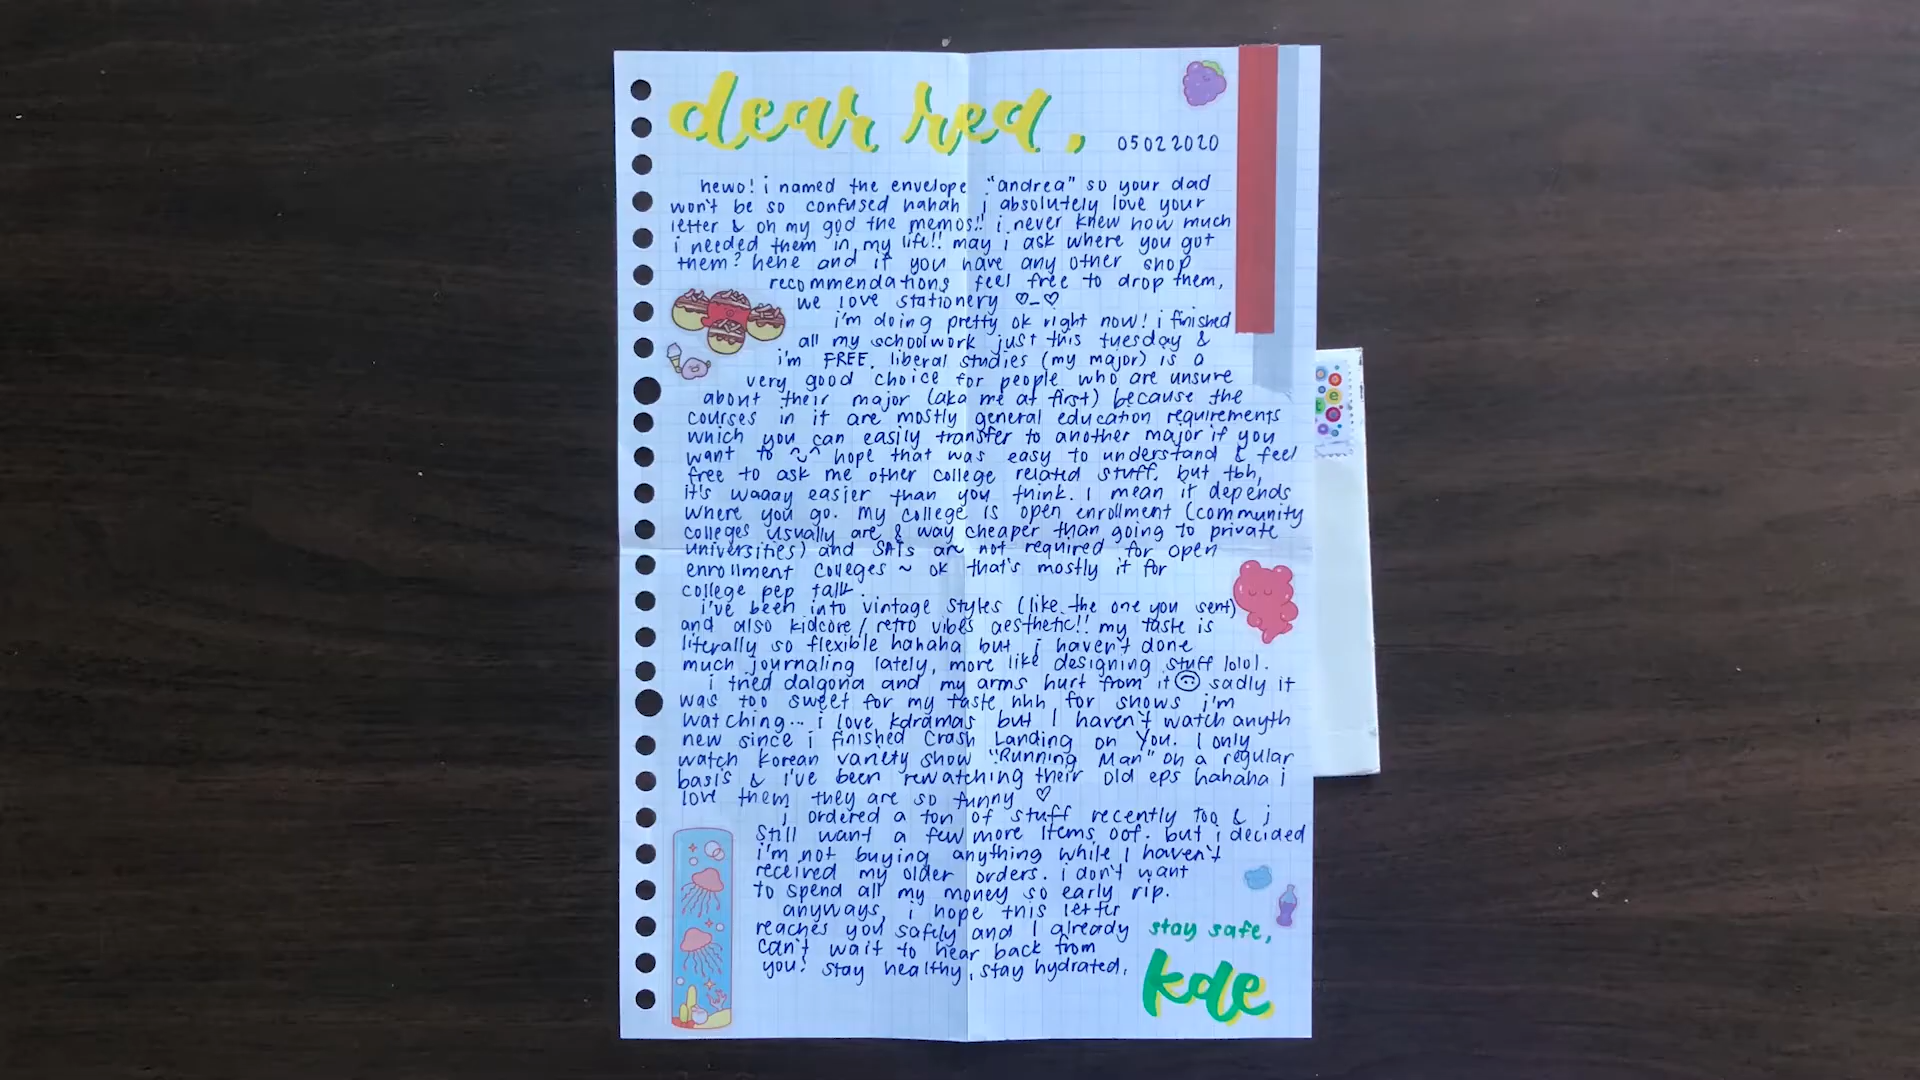 dear red,
05022020
hewo! i named the envelope "andrea" so your dad
won't be so confused hahah i absolutely love your
letter & oh my god the memos!! i never knew how much
i needed them in my life!! may i ask where you got
them? hehe and if you have any other shop
recommendations feel free to drop them,
we love stationery ♡_♡
i'm doing pretty ok right now! i finished
all my schoolwork just this tuesday &
i'm FREE. liberal studies (my major) is a
very good choice for people who are unsure
about their major (aka me at first) because the
courses in it are mostly general education requirements
which you can easily transfer to another major if you
want to ^◡^ hope that was easy to understand & feel
free to ask me other college related stuff. but tbh,
it's waaay easier than you think. I mean it depends
where you go. my college is open enrollment (community
colleges usually are & way cheaper than going to private
universities) and SATs are not required for open
enrollment colleges ~ ok that's mostly it for
college pep talk.
i've been into vintage styles (like the one you sent)
and also kidcore/retro vibes aesthetic!! my taste is
literally so flexible hahaha but i haven't done
much journaling lately, more like designing stuff lolol.
i tried dalgona and my arms hurt from it 🙃 sadly it
was too sweet for my taste hhh for shows i'm
watching... i love kdramas but I haven't watch anyth
new since i finished Crash Landing on You. I only
watch Korean variety show "Running Man" on a regular
basis & I've been rewatching their old eps hahaha i
love them they are so funny ♡
i ordered a ton of stuff recently too & i
still want a few more items oof. but i decided
i'm not buying anything while I haven't
received my older orders. i don't want
to spend all my money so early rip.
anyways, i hope this letter
reaches you safely and I already
can't wait to hear back from
you! stay healthy, stay hydrated,
stay safe,
kae